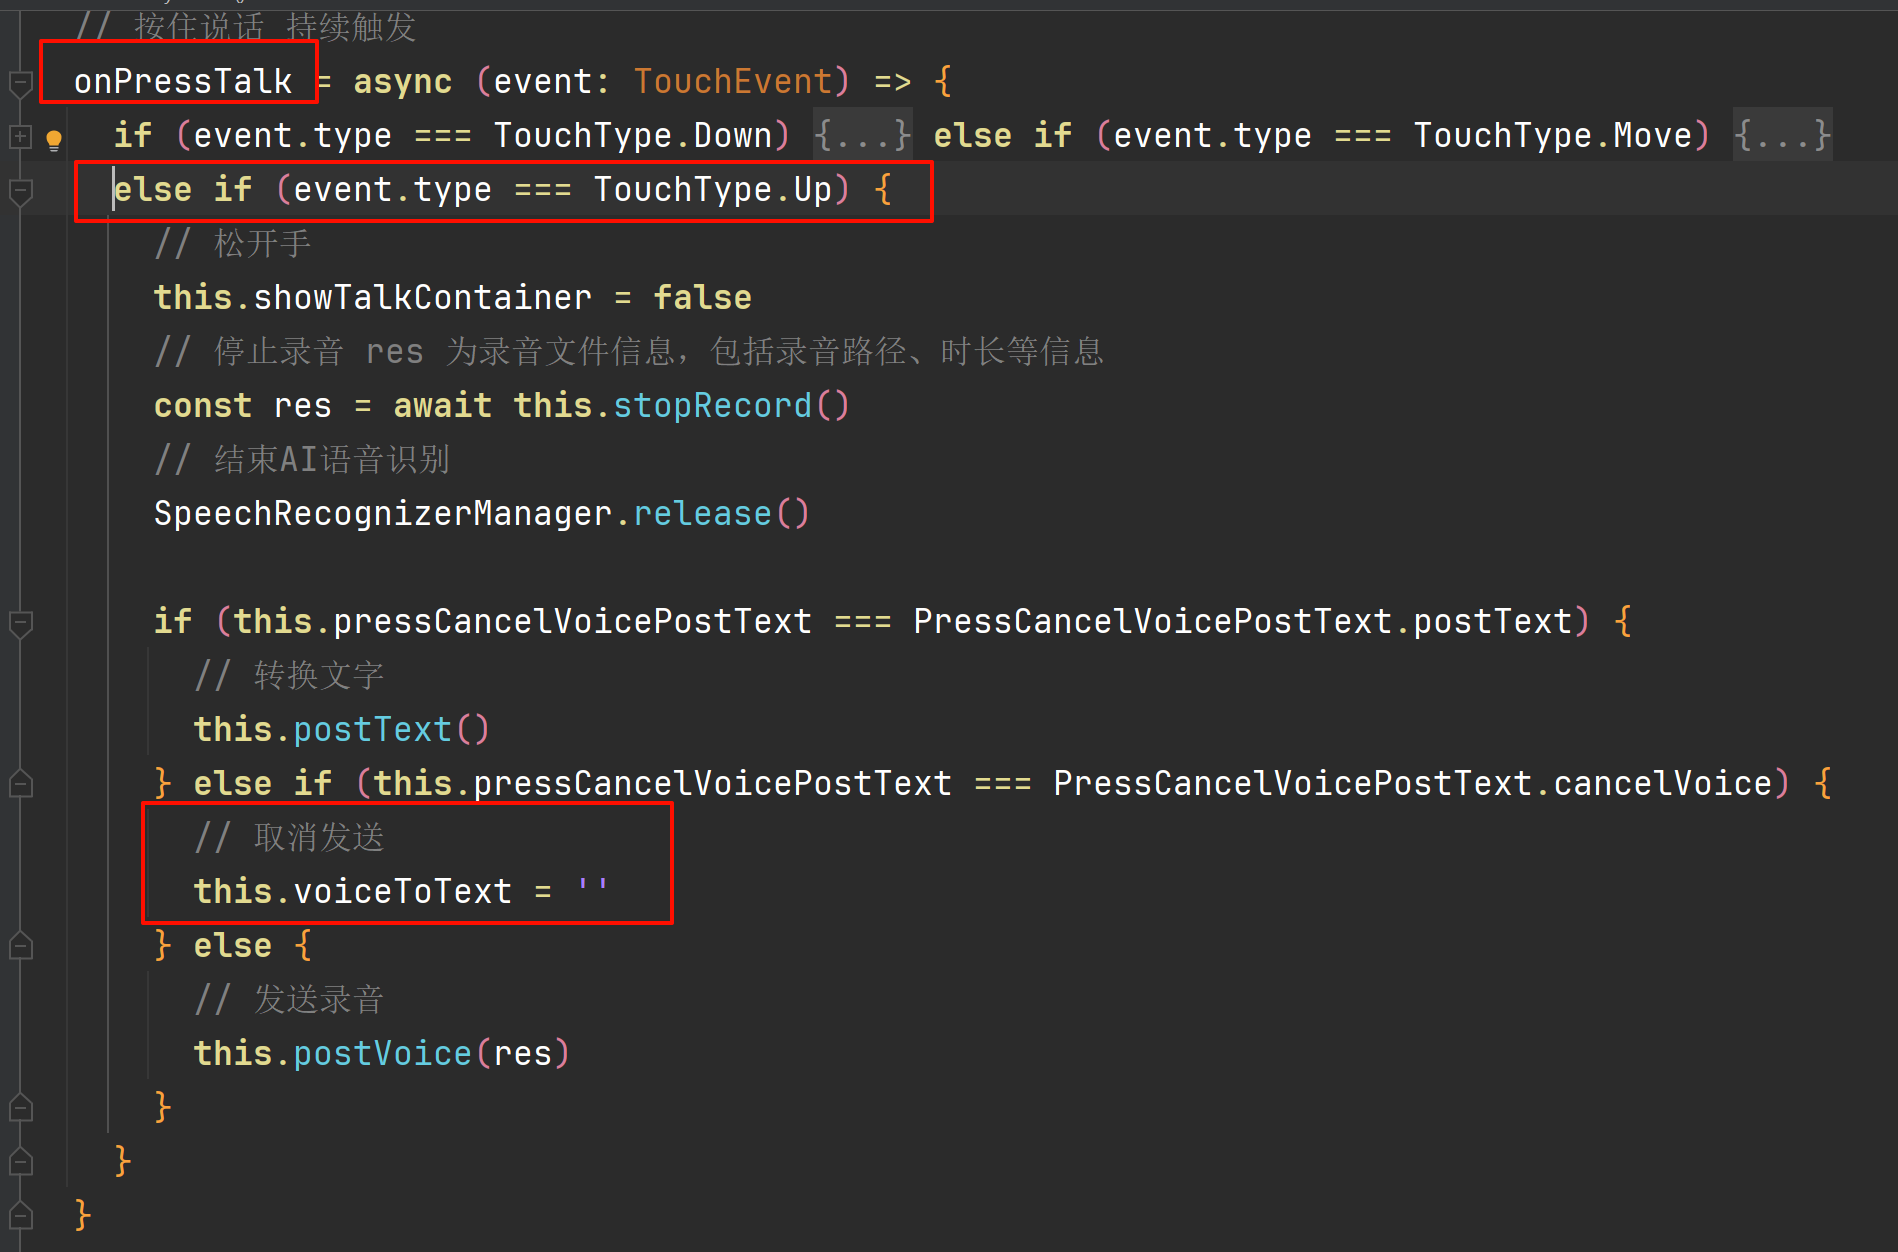 // 按住说话 持续触发
onPressTalk = async (event: TouchEvent) => {
if (event.type === TouchType.Down) {...} else if (event.type === TouchType.Move) {...}
else if (event.type === TouchType.Up) {
// 松开手
this.showTalkContainer = false
// 停止录音 res 为录音文件信息，包括录音路径、时长等信息
const res = await this.stopRecord()
// 结束AI语音识别
SpeechRecognizerManager.release()
if (this.pressCancelVoicePostText === PressCancelVoicePostText.postText) {
// 转换文字
this.postText()
} else if (this.pressCancelVoicePostText === PressCancelVoicePostText.cancelVoice) {
// 取消发送
this.voiceToText = ''
} else {
// 发送录音
this.postVoice(res)
}
}
}